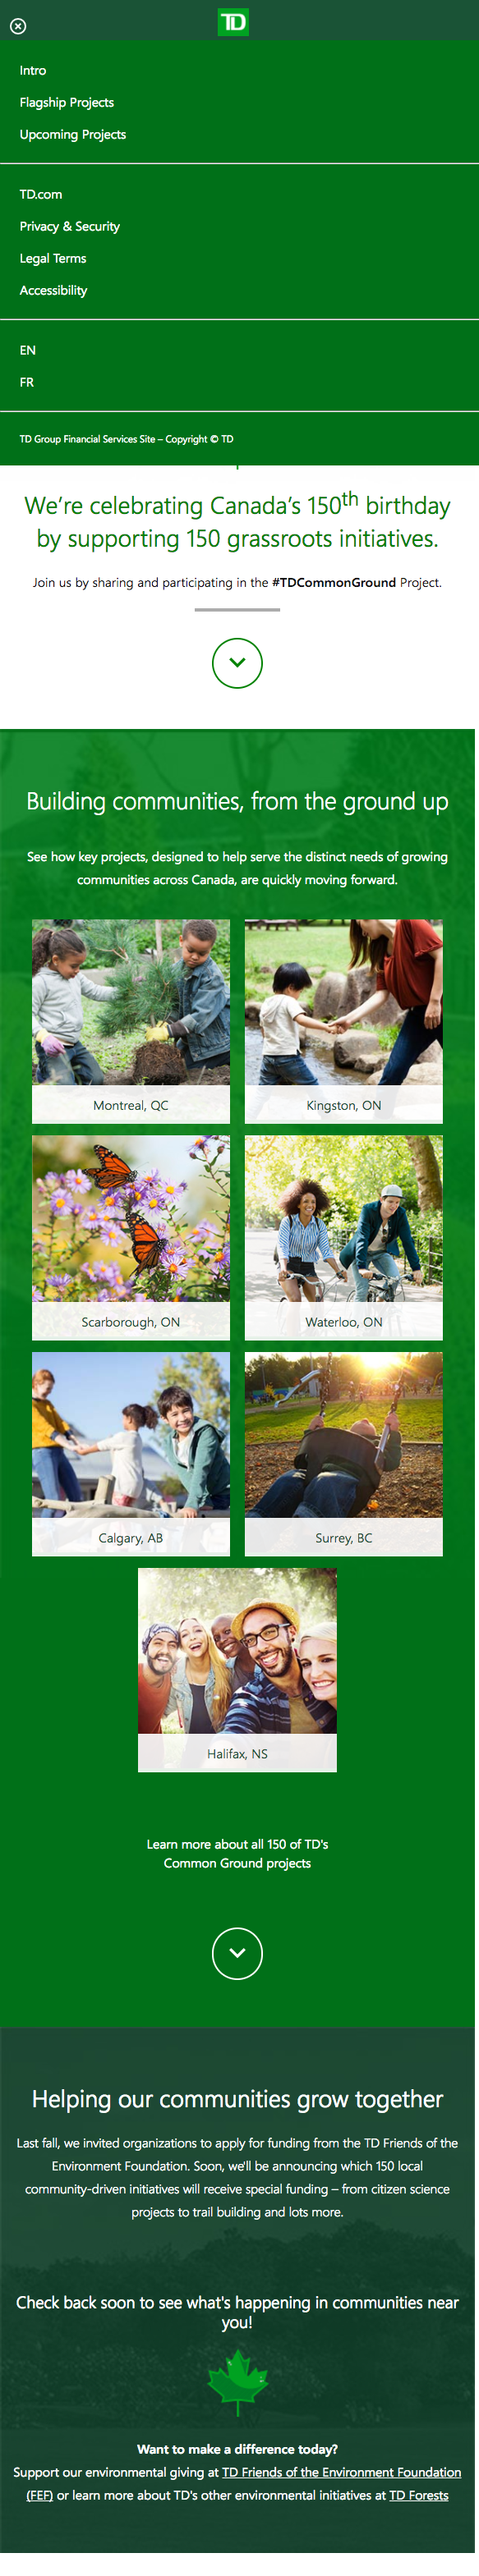 TD
Intro
Flagship Projects
Upcoming Projects
TD.com
Privacy & Security
Legal Terms
Accessibility
EN
FR
TD Group Financial Services Site – Copyright © TD
We're celebrating Canada's 150th birthday
by supporting 150 grassroots initiatives.
Join us by sharing and participating in the #TDCommonGround Project.
Building communities, from the ground up
See how key projects, designed to help serve the distinct needs of growing
communities across Canada, are quickly moving forward.
Montreal, QC
Kingston, ON
Scarborough, ON
Waterloo, ON
Calgary, AB
Surrey, BC
Halifax, NS
Learn more about all 150 of TD's
Common Ground projects
Helping our communities grow together
Last fall, we invited organizations to apply for funding from the TD Friends of the
Environment Foundation. Soon, we'll be announcing which 150 local
community-driven initiatives will receive special funding – from citizen science
projects to trail building and lots more.
Check back soon to see what's happening in communities near
you!
Want to make a difference today?
Support our environmental giving at TD Friends of the Environment Foundation
(FEF) or learn more about TD's other environmental initiatives at TD Forests